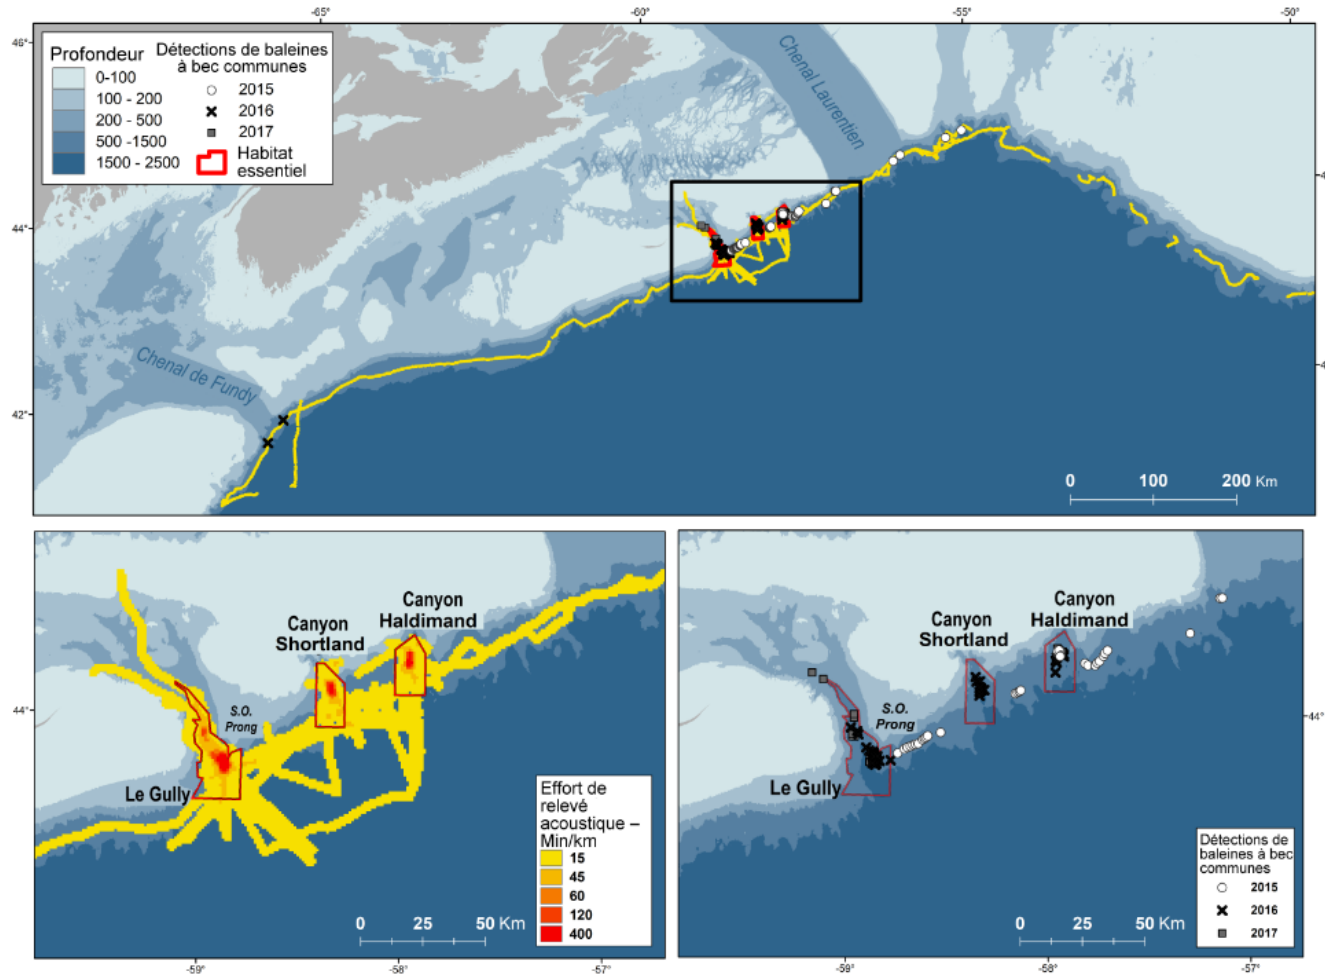 -65°
-60°
-55°
-50°
46°
44°
42°
Profondeur
0-100
100 - 200
200 - 500
500 -1500
1500 - 2500
Détections de baleines
à bec communes
2015
2016
2017
Habitat
essentiel
Chenal Laurentien
Chenal de Fundy
0 100 200 Km
44°
Canyon
Shortland
Canyon
Haldimand
S.O.
Prong
Le Gully
Effort de
relevé
acoustique –
Min/km
15
45
60
120
400
0 25 50 Km
-59°
-58°
-57°
Canyon
Shortland
Canyon
Haldimand
S.O.
Prong
Le Gully
44°
Détections de
baleines à bec
communes
2015
2016
2017
0 25 50 Km
-59°
-58°
-57°